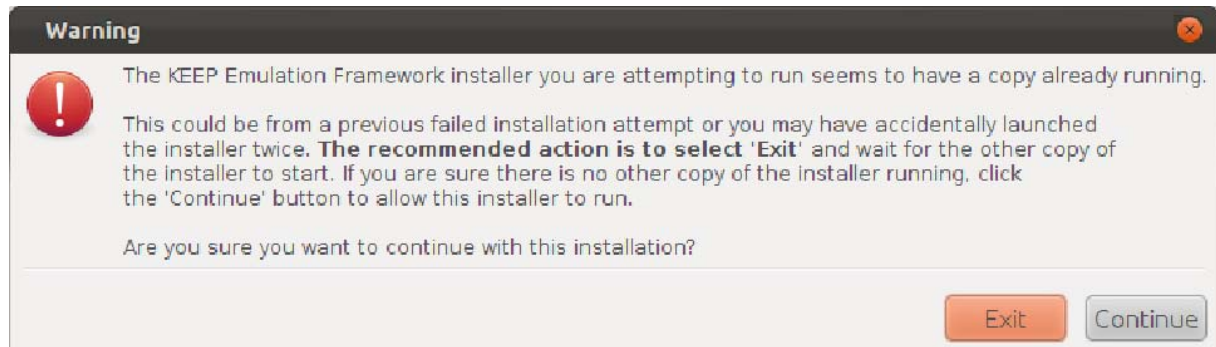 Warning
The KEEP Emulation Framework installer you are attempting to run seems to have a copy already running.
This could be from a previous failed installation attempt or you may have accidentally launched
the installer twice. The recommended action is to select 'Exit' and wait for the other copy of
the installer to start. If you are sure there is no other copy of the installer running, click
the 'Continue' button to allow this installer to run.
Are you sure you want to continue with this installation?
Exit
Continue